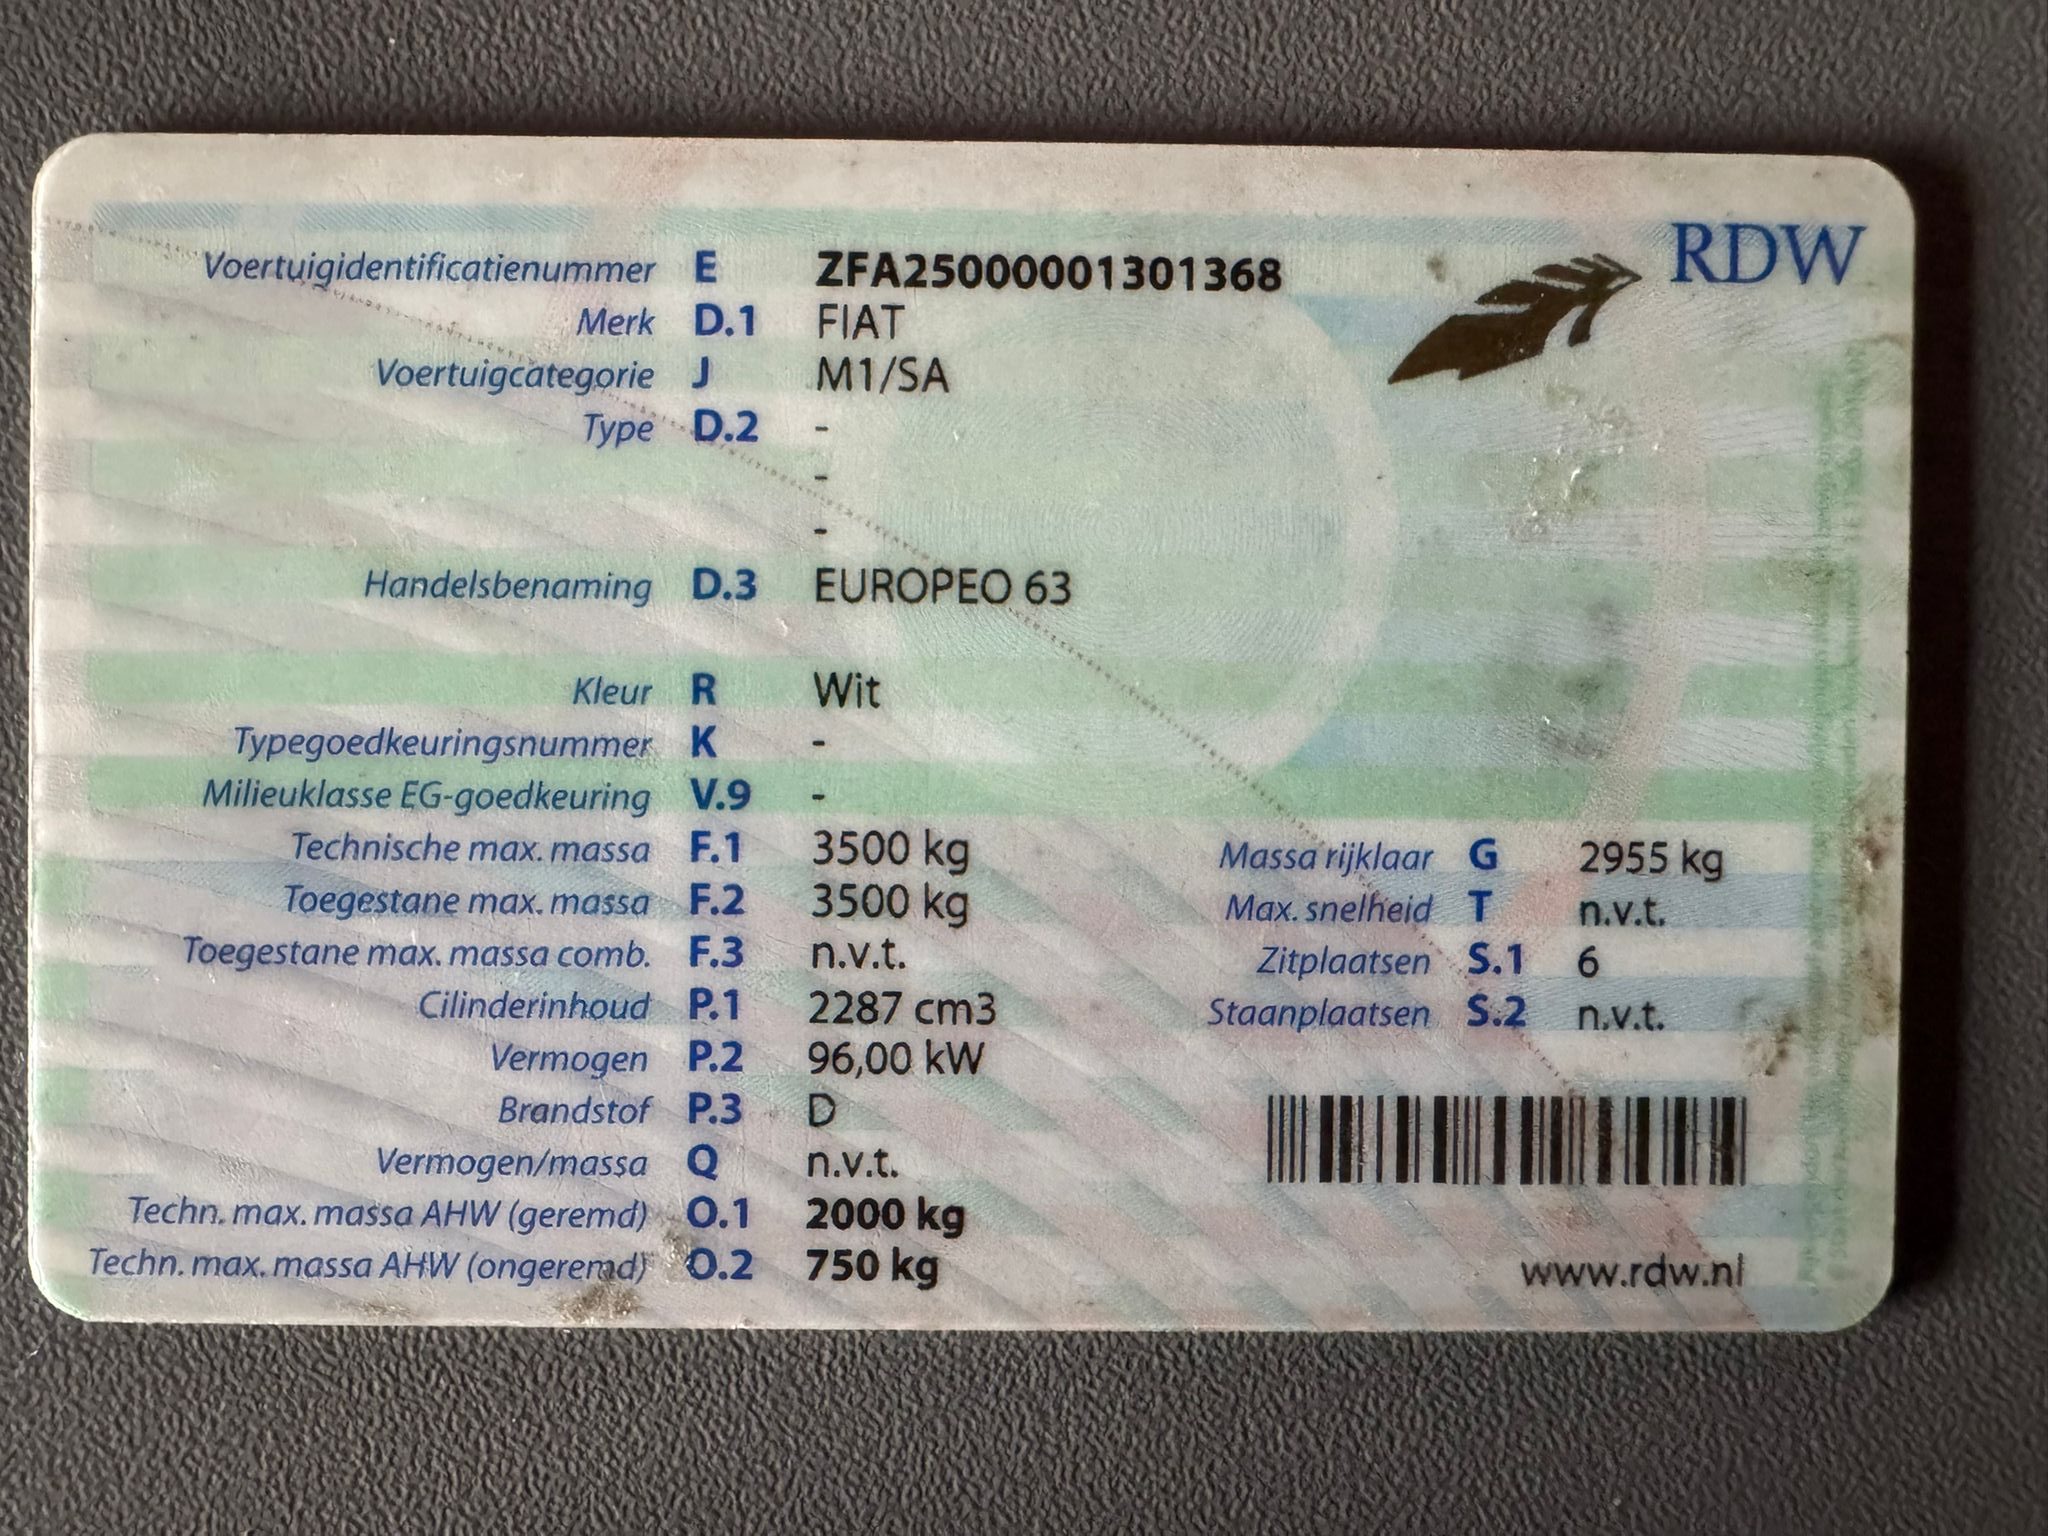 RDW
Voertuigidentificatienummer E ZFA25000001301368
Merk D.1 FIAT
Voertuigcategorie J M1/SA
Type D.2 -
-
-
Handelsbenaming D.3 EUROPEO 63
Kleur R Wit
Typegoedkeuringsnummer K -
Milieuklasse EG-goedkeuring V.9 -
Technische max. massa F.1 3500 kg
Toegestane max. massa F.2 3500 kg
Toegestane max. massa comb. F.3 n.v.t.
Cilinderinhoud P.1 2287 cm3
Vermogen P.2 96,00 kW
Brandstof P.3 D
Vermogen/massa Q n.v.t.
Techn. max. massa AHW (geremd) O.1 2000 kg
Techn. max. massa AHW (ongeremd) O.2 750 kg
Massa rijklaar G 2955 kg
Max. snelheid T n.v.t.
Zitplaatsen S.1 6
Staanplaatsen S.2 n.v.t.
www.rdw.nl